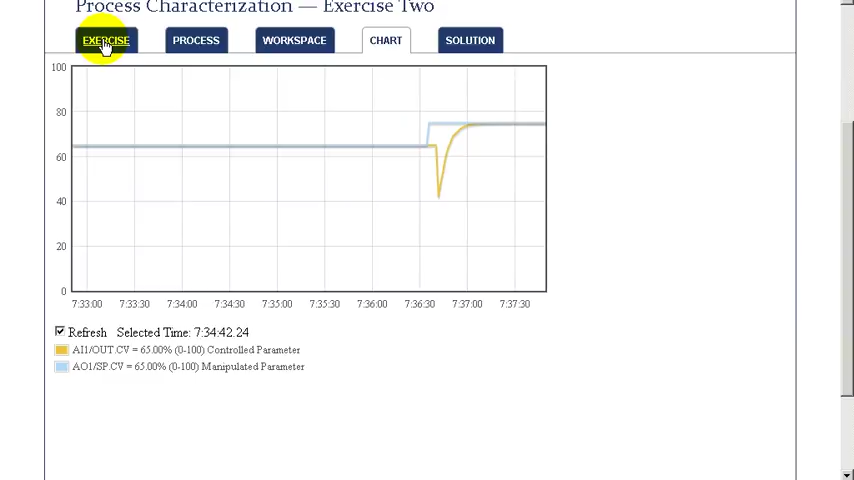 Process Characterization — Exercise Two
EXERCISE PROCESS WORKSPACE CHART SOLUTION
100
80
60
40
20
0
7:33:00 7:33:30 7:34:00 7:34:30 7:35:00 7:35:30 7:36:00 7:36:30 7:37:00 7:37:30
Refresh Selected Time: 7:34:42.24
AI1/OUT.CV = 65.00% (0-100) Controlled Parameter
AO1/SP.CV = 65.00% (0-100) Manipulated Parameter